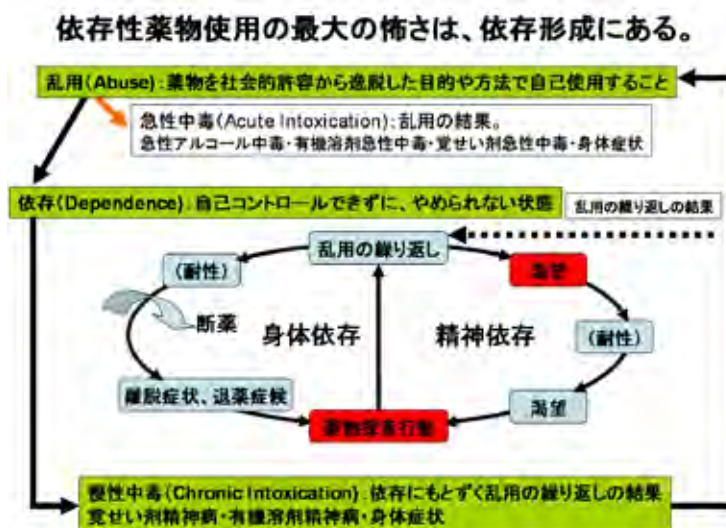 依存性薬物使用の最大の怖さは、依存形成にある。
乱用(Abuse):薬物を社会的許容から逸脱した目的や方法で自己使用すること
急性中毒(Acute Intoxication):乱用の結果。
急性アルコール中毒・有機溶剤急性中毒・覚せい剤急性中毒・身体症状
依存(Dependence):自己コントロールできずに、やめられない状態
乱用の繰り返しの結果
乱用の繰り返し
(耐性)
渇望
断薬
身体依存
精神依存
(耐性)
離脱症状、退薬症候
渇望
薬物探索行動
慢性中毒(Chronic Intoxication):依存にもとずく乱用の繰り返しの結果
覚せい剤精神病・有機溶剤精神病・身体症状